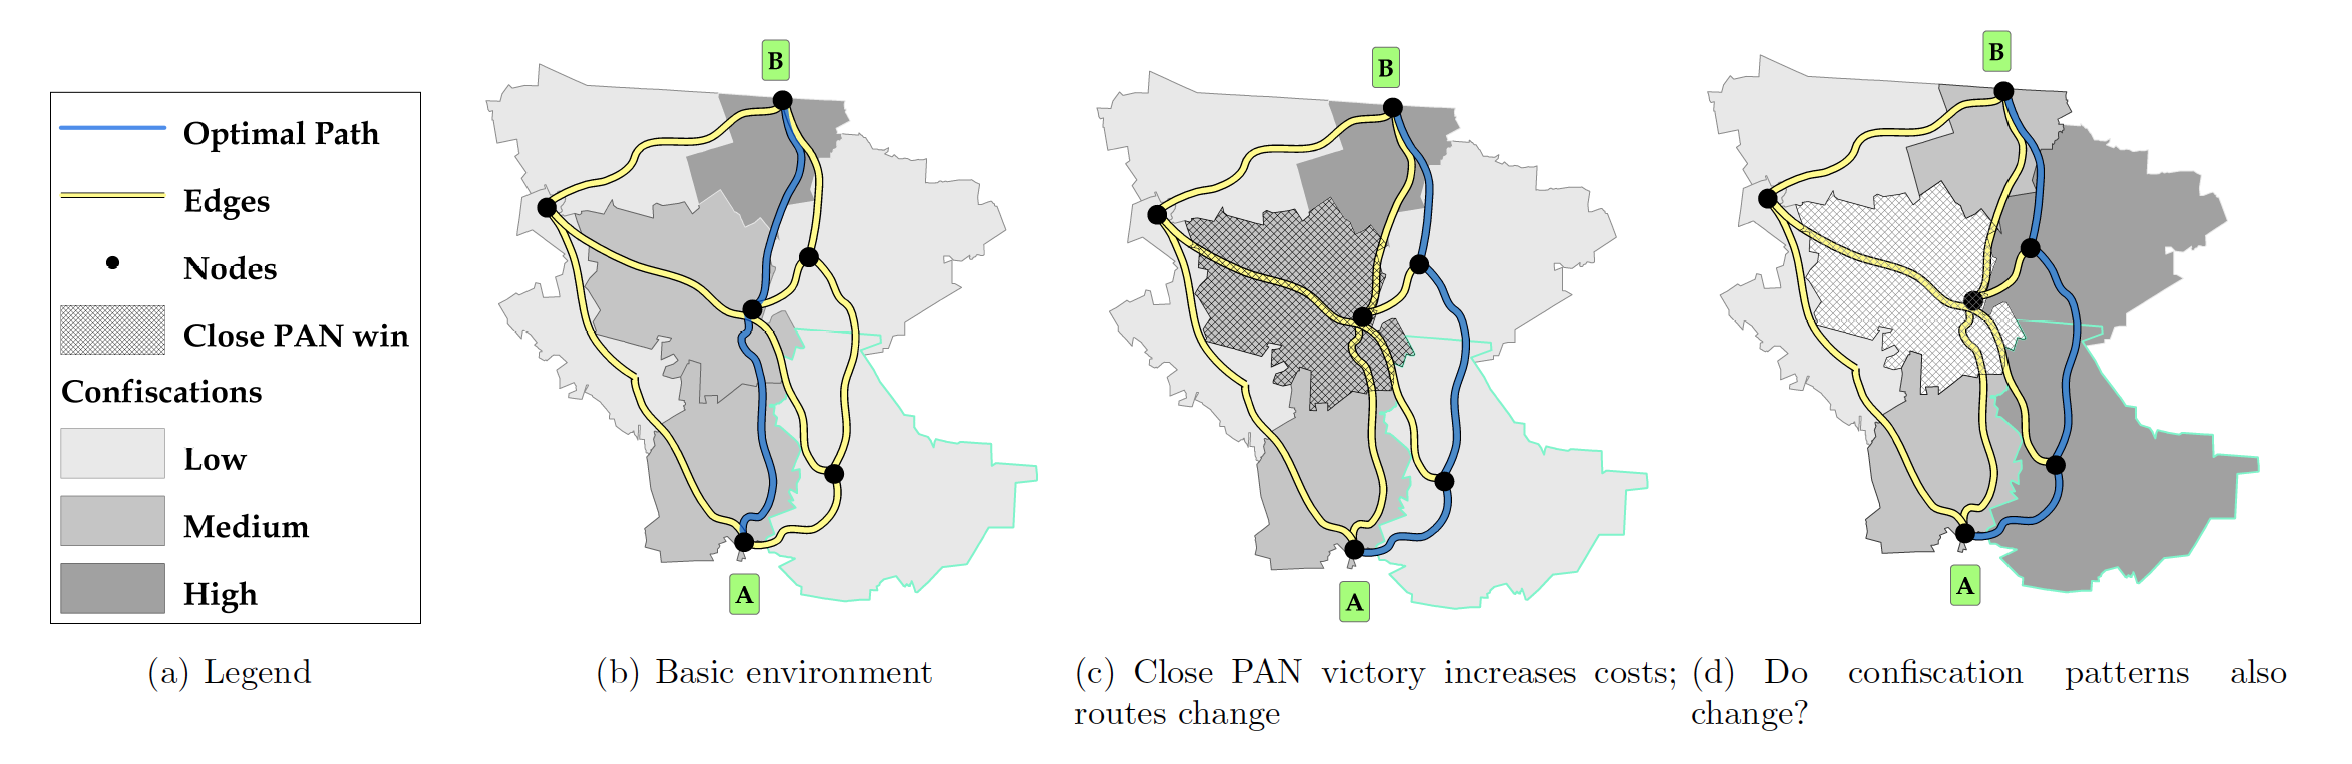 Optimal Path
Edges
Nodes
Close PAN win
Confiscations
Low
Medium
High
B
A
B
A
B
A
(a) Legend
(b) Basic environment
(c) Close PAN victory increases costs;
routes change
(d) Do confiscation patterns also
change?